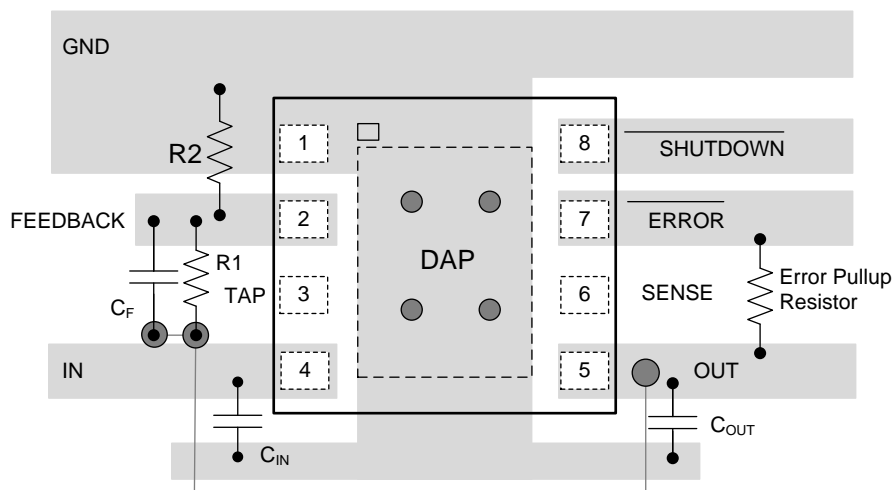 GND
1
8
SHUTDOWN
R2
FEEDBACK
2
7
ERROR
DAP
R1
TAP
3
6
SENSE
Error Pullup
Resistor
CF
IN
4
5
OUT
CIN
COUT